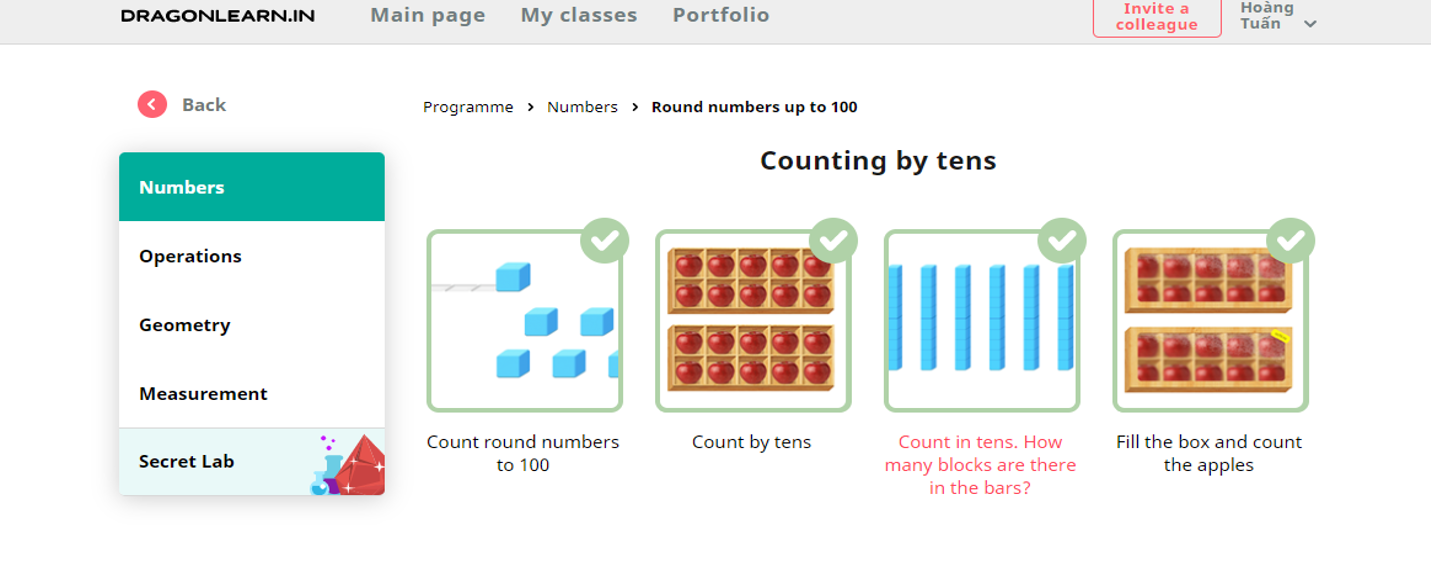 DRAGONLEARN.IN
Main page
My classes
Portfolio
Invite a
colleague
Hoàng
Tuấn
Back
Programme > Numbers > Round numbers up to 100
Numbers
Operations
Geometry
Measurement
Secret Lab
Counting by tens
Count round numbers
to 100
Count by tens
Count in tens. How
many blocks are there
in the bars?
Fill the box and count
the apples